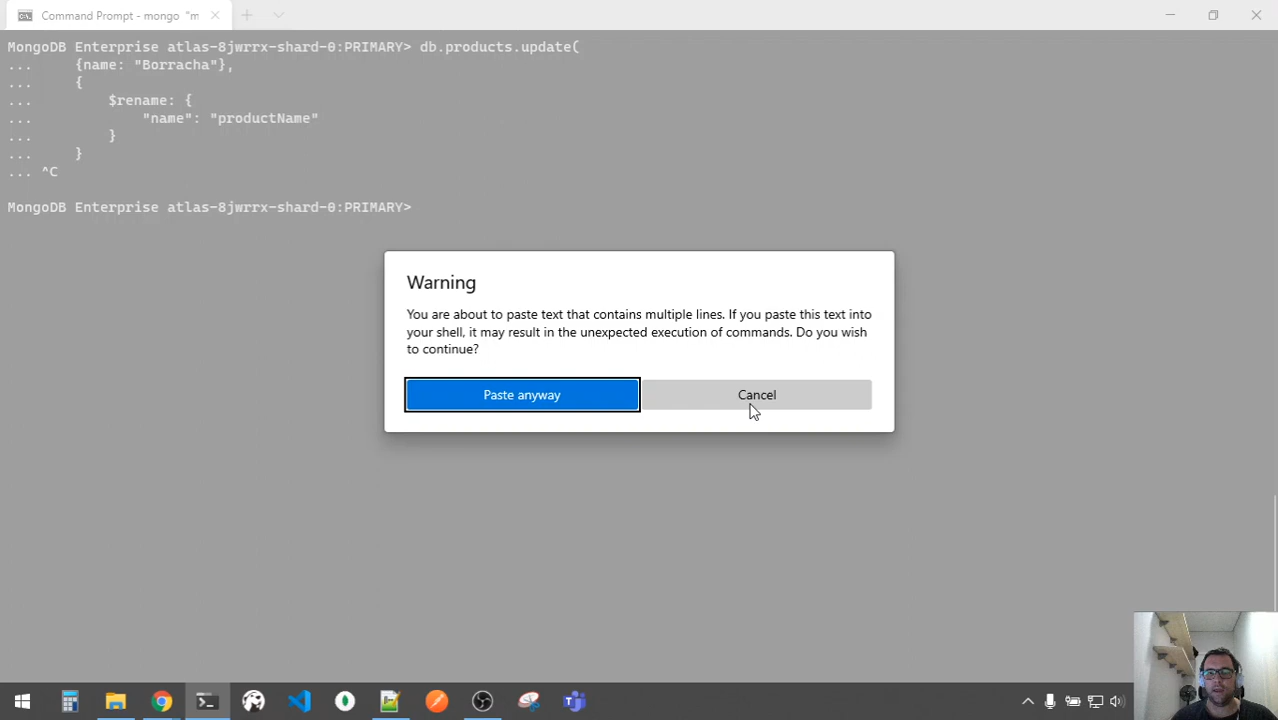 Command Prompt - mongo "m
MongoDB Enterprise atlas-8jwrrx-shard-0:PRIMARY> db.products.update(
... {name: "Borracha"},
... {
... $rename: {
... "name": "productName"
... }
... }
... ^C
MongoDB Enterprise atlas-8jwrrx-shard-0:PRIMARY>
Warning
You are about to paste text that contains multiple lines. If you paste this text into
your shell, it may result in the unexpected execution of commands. Do you wish
to continue?
Paste anyway
Cancel